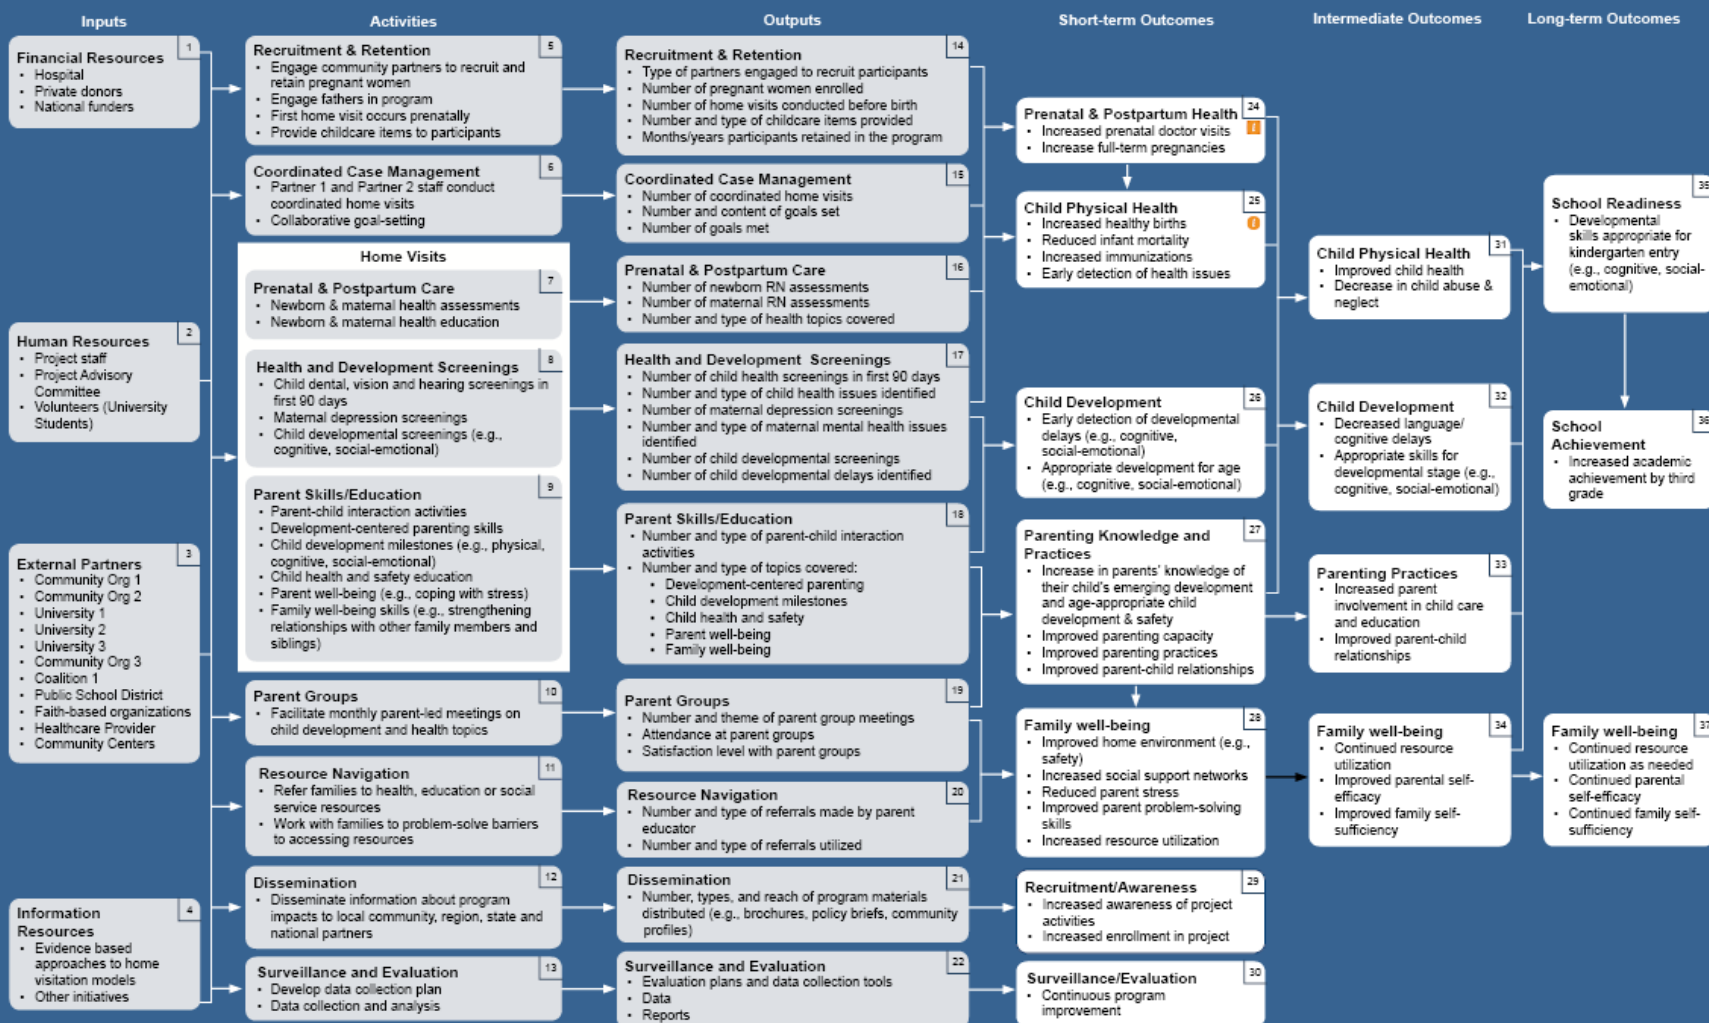 Inputs
Activities
Outputs
Short-term Outcomes
Intermediate Outcomes
Long-term Outcomes
1
Financial Resources
• Hospital
• Private donors
• National funders
2
Human Resources
• Project staff
• Project Advisory
Committee
• Volunteers (University
Students)
3
External Partners
• Community Org 1
• Community Org 2
• University 1
• University 2
• University 3
• Community Org 3
• Coalition 1
• Public School District
• Faith-based organizations
• Healthcare Provider
• Community Centers
4
Information
Resources
• Evidence based
approaches to home
visitation models
• Other initiatives
5
Recruitment & Retention
• Engage community partners to recruit and
retain pregnant women
• Engage fathers in program
• First home visit occurs prenatally
• Provide childcare items to participants
6
Coordinated Case Management
• Partner 1 and Partner 2 staff conduct
coordinated home visits
• Collaborative goal-setting
Home Visits
7
Prenatal & Postpartum Care
• Newborn & maternal health assessments
• Newborn & maternal health education
8
Health and Development Screenings
• Child dental, vision and hearing screenings in
first 90 days
• Maternal depression screenings
• Child developmental screenings (e.g.,
cognitive, social-emotional)
9
Parent Skills/Education
• Parent-child interaction activities
• Development-centered parenting skills
• Child development milestones (e.g., physical,
cognitive, social-emotional)
• Child health and safety education
• Parent well-being (e.g., coping with stress)
• Family well-being skills (e.g., strengthening
relationships with other family members and
siblings)
10
Parent Groups
• Facilitate monthly parent-led meetings on
child development and health topics
11
Resource Navigation
• Refer families to health, education or social
service resources
• Work with families to problem-solve barriers
to accessing resources
12
Dissemination
• Disseminate information about program
impacts to local community, region, state and
national partners
13
Surveillance and Evaluation
• Develop data collection plan
• Data collection and analysis
14
Recruitment & Retention
• Type of partners engaged to recruit participants
• Number of pregnant women enrolled
• Number of home visits conducted before birth
• Number and type of childcare items provided
• Months/years participants retained in the program
15
Coordinated Case Management
• Number of coordinated home visits
• Number and content of goals set
• Number of goals met
16
Prenatal & Postpartum Care
• Number of newborn RN assessments
• Number of maternal RN assessments
• Number and type of health topics covered
17
Health and Development Screenings
• Number of child health screenings in first 90 days
• Number and type of child health issues identified
• Number of maternal depression screenings
• Number and type of maternal mental health issues
identified
• Number of child developmental screenings
• Number of child developmental delays identified
18
Parent Skills/Education
• Number and type of parent-child interaction
activities
• Number and type of topics covered:
• Development-centered parenting
• Child development milestones
• Child health and safety
• Parent well-being
• Family well-being
19
Parent Groups
• Number and theme of parent group meetings
• Attendance at parent groups
• Satisfaction level with parent groups
20
Resource Navigation
• Number and type of referrals made by parent
educator
• Number and type of referrals utilized
21
Dissemination
• Number, types, and reach of program materials
distributed (e.g., brochures, policy briefs, community
profiles)
22
Surveillance and Evaluation
• Evaluation plans and data collection tools
• Data
• Reports
24
Prenatal & Postpartum Health
• Increased prenatal doctor visits
i
• Increase full-term pregnancies
25
Child Physical Health
• Increased healthy births
i
• Reduced infant mortality
• Increased immunizations
• Early detection of health issues
26
Child Development
• Early detection of developmental
delays (e.g., cognitive,
social-emotional)
• Appropriate development for age
(e.g., cognitive, social-emotional)
27
Parenting Knowledge and
Practices
• Increase in parents' knowledge of
their child's emerging development
and age-appropriate child
development & safety
• Improved parenting capacity
• Improved parenting practices
• Improved parent-child relationships
28
Family well-being
• Improved home environment (e.g.,
safety)
• Increased social support networks
• Reduced parent stress
• Improved parent problem-solving
skills
• Increased resource utilization
29
Recruitment/Awareness
• Increased awareness of project
activities
• Increased enrollment in project
30
Surveillance/Evaluation
• Continuous program
improvement
31
Child Physical Health
• Improved child health
• Decrease in child abuse &
neglect
32
Child Development
• Decreased language/
cognitive delays
• Appropriate skills for
developmental stage (e.g.,
cognitive, social-emotional)
33
Parenting Practices
• Increased parent
involvement in child care
and education
• Improved parent-child
relationships
34
Family well-being
• Continued resource
utilization
• Improved parental self-
efficacy
• Improved family self-
sufficiency
35
School Readiness
• Developmental
skills appropriate for
kindergarten entry
(e.g., cognitive, social-
emotional)
36
School
Achievement
• Increased academic
achievement by third
grade
37
Family well-being
• Continued resource
utilization as needed
• Continued parental
self-efficacy
• Continued family self-
sufficiency